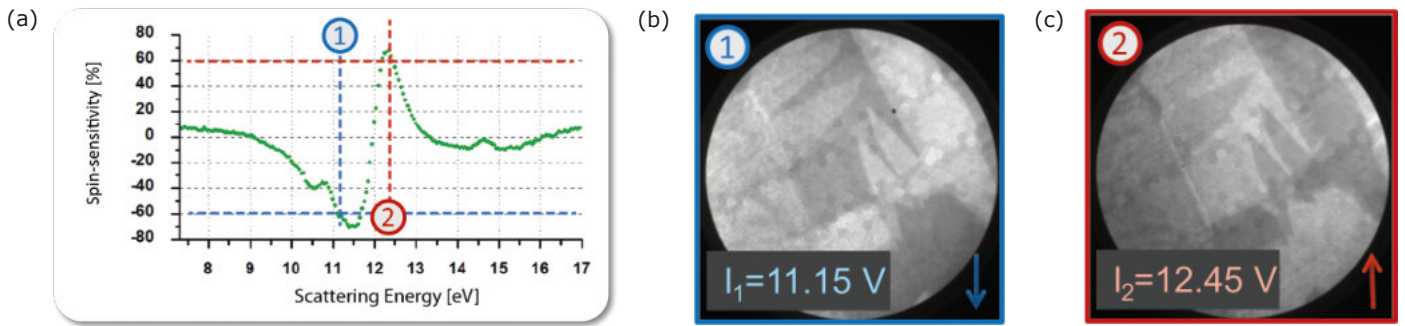 (a)
80
60
60
20
0
-20
-40
-60
-80
Spin-sensitivity [%]
1
2
8 9 10 11 12 13 14 15 16 17
Scattering Energy [eV]
(b)
1
I1=11.15 V
(c)
2
I2=12.45 V